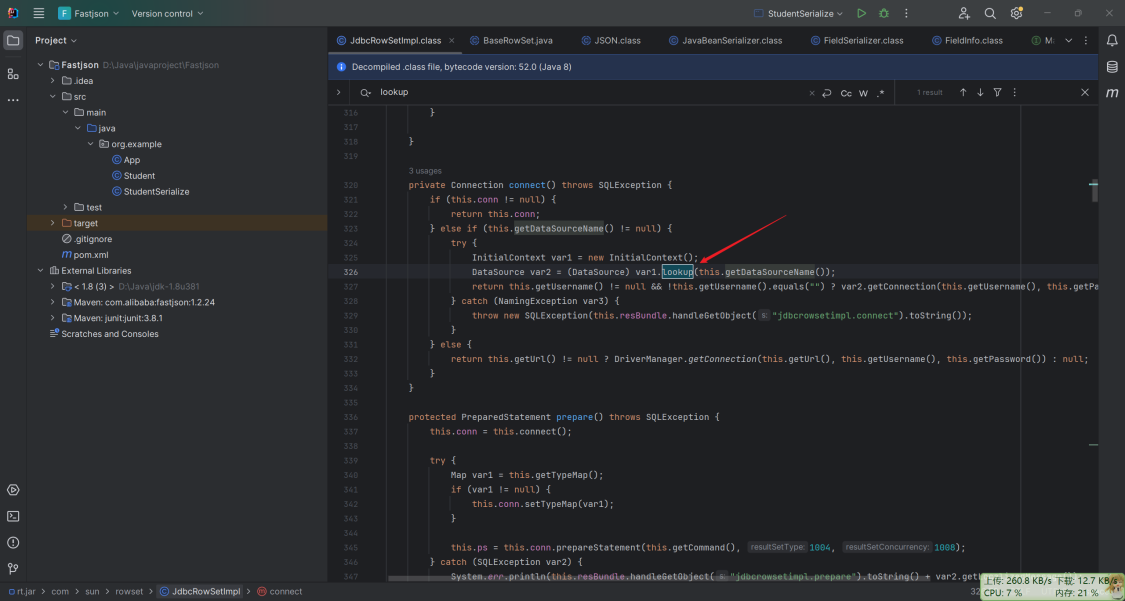 Fastjson Version control StudentSerialize
Project
JdbcRowSetImpl.class BaseRowSet.java JSON.class JavaBeanSerializer.class FieldSerializer.class FieldInfo.class
Fastjson D:\Java\javaproject\Fastjson
.idea
src
main
java
org.example
App
Student
StudentSerialize
test
target
.gitignore
pom.xml
External Libraries
< 1.8 (3) > D:\Java\jdk-1.8u381
Maven: com.alibaba:fastjson:1.2.24
Maven: junit:junit:3.8.1
Scratches and Consoles
Decompiled .class file, bytecode version: 52.0 (Java 8)
lookup Cc W .* 1 result
316 }
317
318 }
319
3 usages
320 private Connection connect() throws SQLException {
321 if (this.conn != null) {
322 return this.conn;
323 } else if (this.getDataSourceName() != null) {
324 try {
325 InitialContext var1 = new InitialContext();
326 DataSource var2 = (DataSource) var1.lookup(this.getDataSourceName());
327 return this.getUsername() != null && !this.getUsername().equals("") ? var2.getConnection(this.getUsername(), this.getPa
328 } catch (NamingException var3) {
329 throw new SQLException(this.resBundle.handleGetObject( s: "jdbcrowsetimpl.connect").toString());
330 }
331 } else {
332 return this.getUrl() != null ? DriverManager.getConnection(this.getUrl(), this.getUsername(), this.getPassword()) : null;
333 }
334 }
335
336 protected PreparedStatement prepare() throws SQLException {
337 this.conn = this.connect();
338
339 try {
340 Map var1 = this.getTypeMap();
341 if (var1 != null) {
342 this.conn.setTypeMap(var1);
343 }
344
345 this.ps = this.conn.prepareStatement(this.getCommand(), resultSetType: 1004, resultSetConcurrency: 1008);
346 } catch (SQLException var2) {
347 System.err.println(this.resBundle.handleGetObject( s: "jdbcrowsetimpl.prepare").toString() + var2.get
rt.jar com sun rowset JdbcRowSetImpl connect
上传: 260.8 KB/s 下载: 12.7 KB/s
CPU: 7 % 内存: 21 %